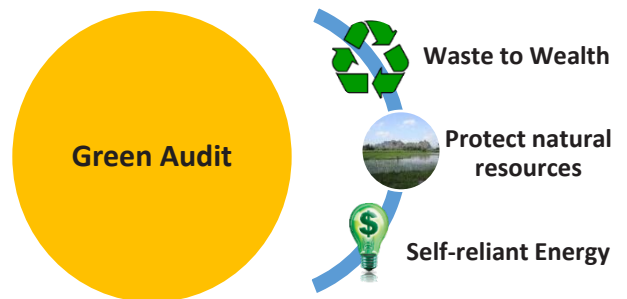 Green Audit
Waste to Wealth
Protect natural
resources
$
Self-reliant Energy